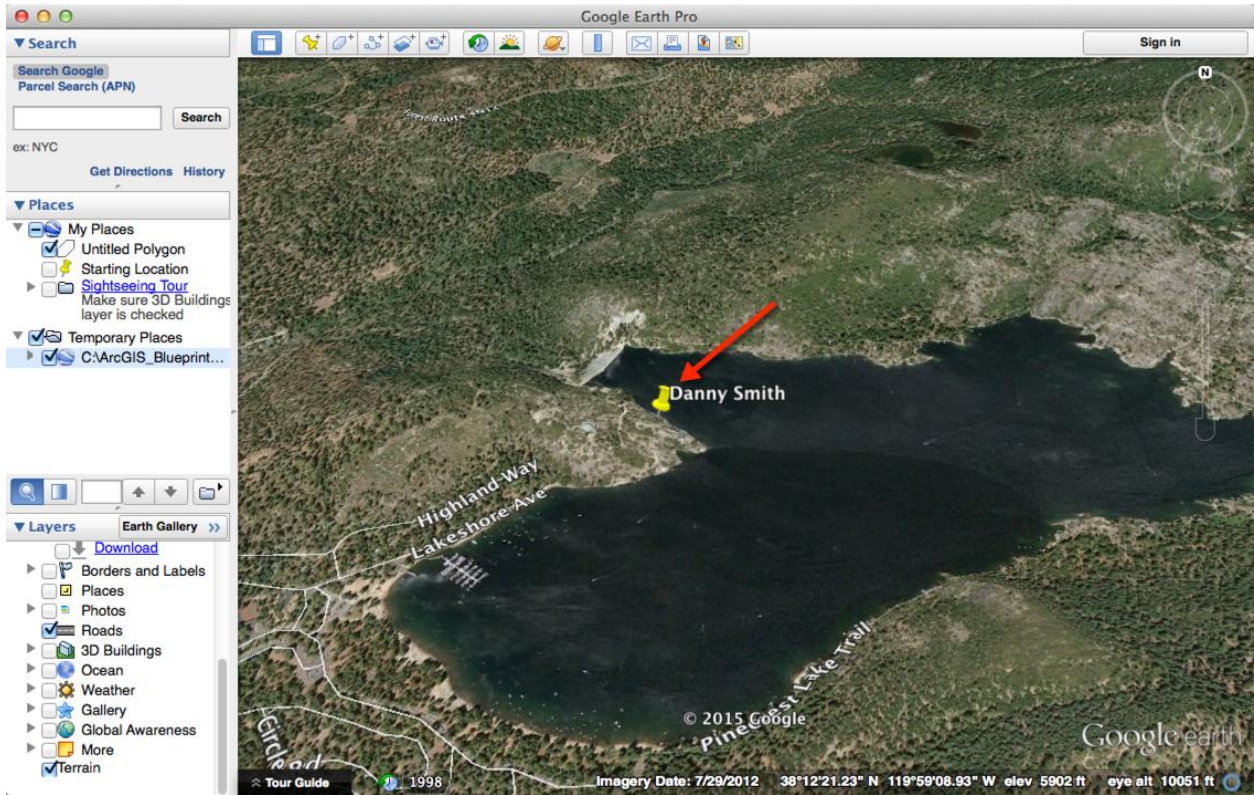 Google Earth Pro
Search
Search Google
Parcel Search (APN)
Search
ex: NYC
Get Directions History
Places
My Places
Untitled Polygon
Starting Location
Sightseeing Tour
Make sure 3D Buildings
layer is checked
Temporary Places
C:\ArcGIS_Blueprint...
Layers
Earth Gallery >>
Download
Borders and Labels
Places
Photos
Roads
3D Buildings
Ocean
Weather
Gallery
Global Awareness
More
Terrain
Sign in
N
Forest Route
Danny Smith
Highland Way
Lakeshore Ave
Pinecrest Lake Trail
© 2015 Google
Google earth
Tour Guide
1998
Imagery Date: 7/29/2012 38°12'21.23" N 119°59'08.93" W elev 5902 ft eye alt 10051 ft